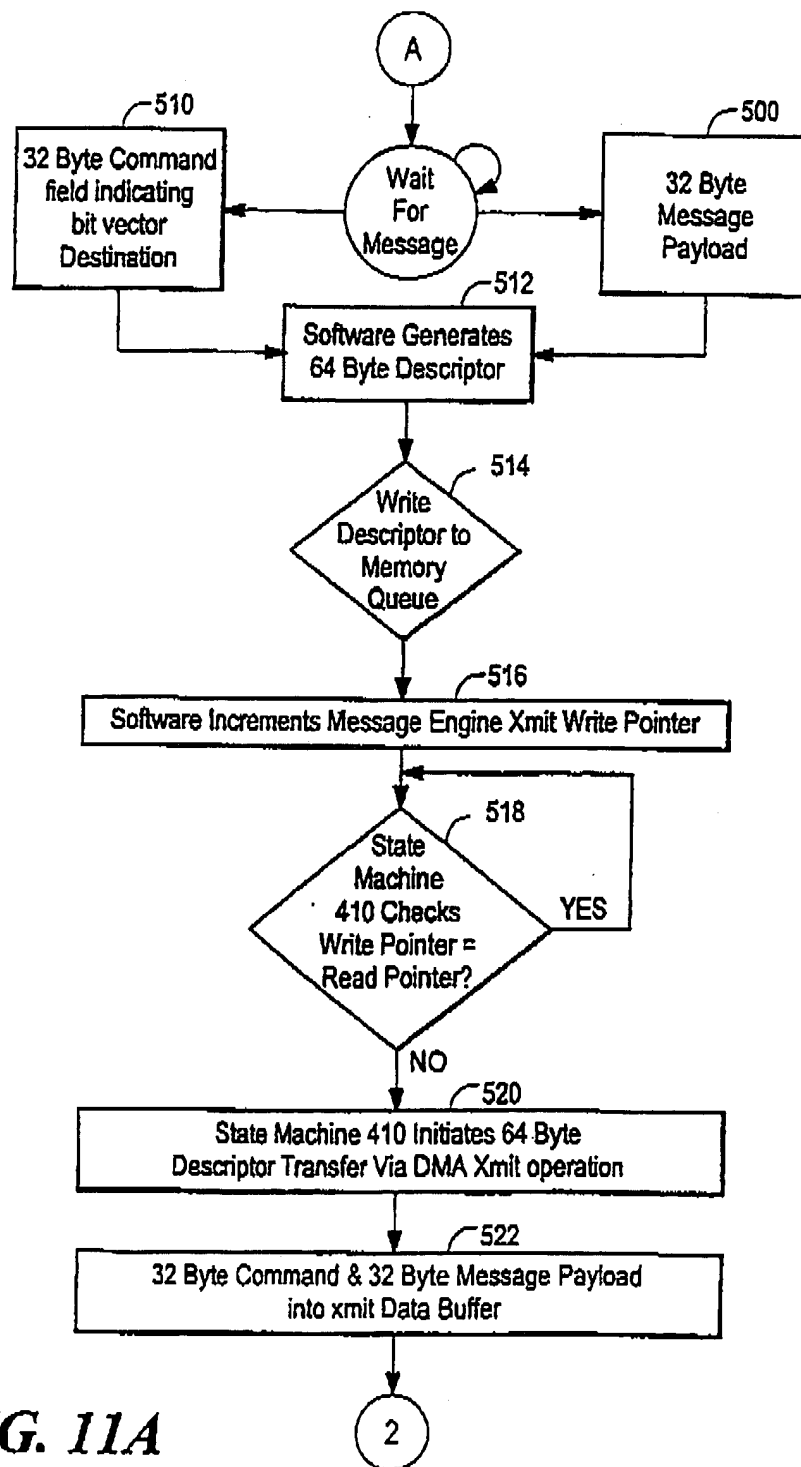 A
510
500
32 Byte Command
field indicating
bit vector
Destination
Wait
For
Message
32 Byte
Message
Payload
512
Software Generates
64 Byte Descriptor
514
Write
Descriptor to
Memory
Queue
516
Software Increments Message Engine Xmit Write Pointer
518
State
Machine
410 Checks
Write Pointer =
Read Pointer?
YES
NO
520
State Machine 410 Initiates 64 Byte
Descriptor Transfer Via DMA Xmit operation
522
32 Byte Command & 32 Byte Message Payload
into xmit Data Buffer
2
G. 11A